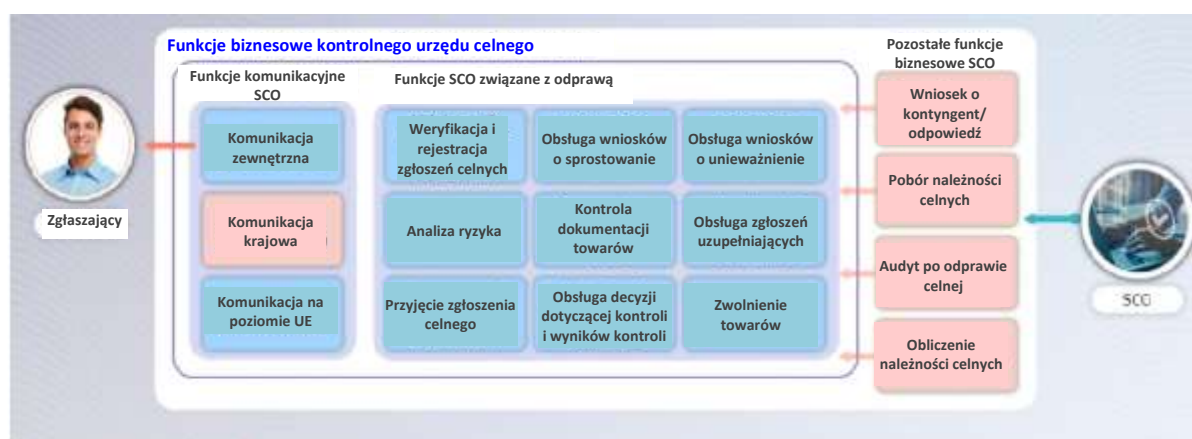 Funkcje biznesowe kontrolnego urzędu celnego
Funkcje komunikacyjne
SCO
Komunikacja
zewnętrzna
Komunikacja
krajowa
Komunikacja na
poziomie UE
Funkcje SCO związane z odprawą
Weryfikacja i
rejestracja
zgłoszeń celnych
Obsługa wniosków
o sprostowanie
Obsługa wniosków
o unieważnienie
Analiza ryzyka
Kontrola
dokumentacji
towarów
Obsługa zgłoszeń
uzupełniających
Przyjęcie zgłoszenia
celnego
Obsługa decyzji
dotyczącej kontroli
i wyników kontroli
Zwolnienie
towarów
Pozostałe funkcje
biznesowe SCO
Wniosek o
kontyngent/
odpowiedź
Pobór należności
celnych
Audyt po odprawie
celnej
Obliczenie
należności celnych
Zgłaszający
SCO